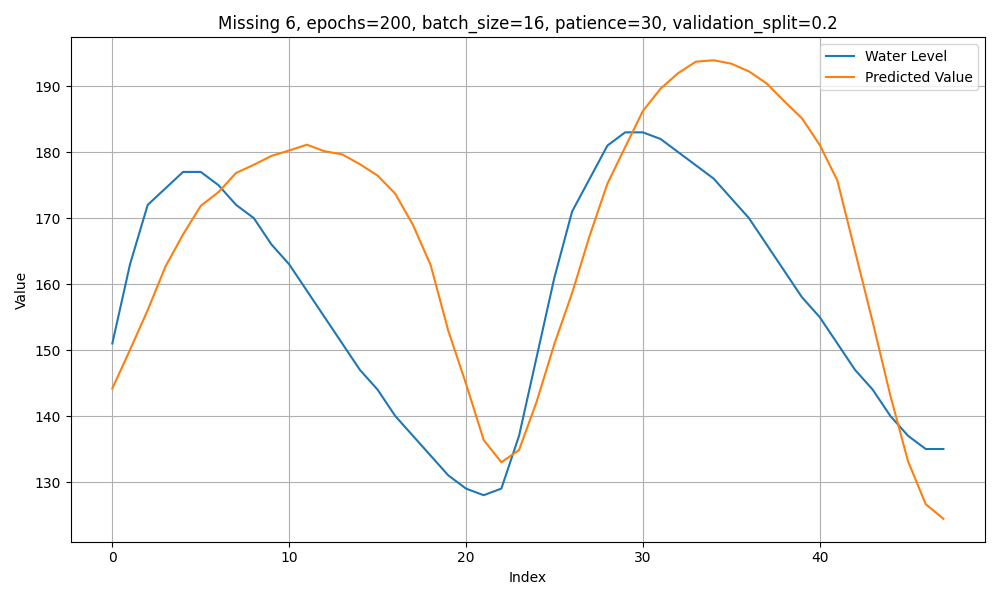 Missing 6, epochs=200, batch_size=16, patience=30, validation_split=0.2
Water Level
Predicted Value
Value
190
180
170
160
150
140
130
0 10 20 30 40
Index